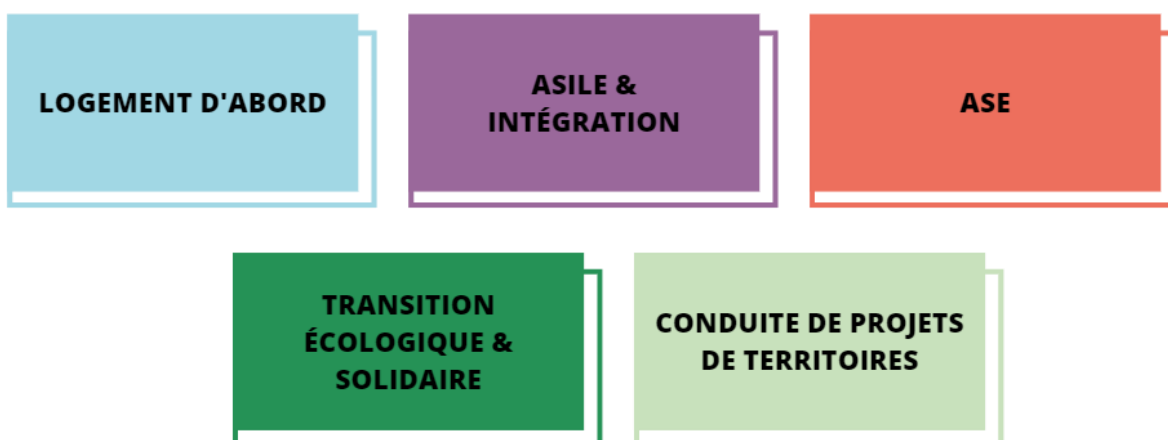 LOGEMENT D'ABORD
ASILE &
INTÉGRATION
ASE
TRANSITION
ÉCOLOGIQUE &
SOLIDAIRE
CONDUITE DE PROJETS
DE TERRITOIRES